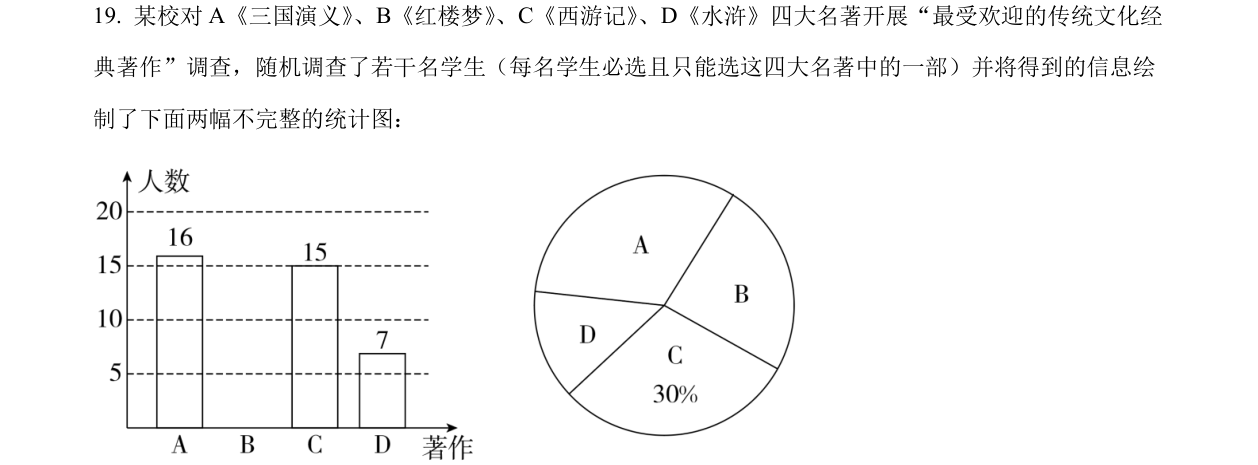 19. 某校对 A《三国演义》、B《红楼梦》、C《西游记》、D《水浒》四大名著开展“最受欢迎的传统文化经
典著作”调查，随机调查了若干名学生（每名学生必选且只能选这四大名著中的一部）并将得到的信息绘
制了下面两幅不完整的统计图：
人数
20
16
15
15
10
7
5
A B C D 著作
A
B
D
C
30%